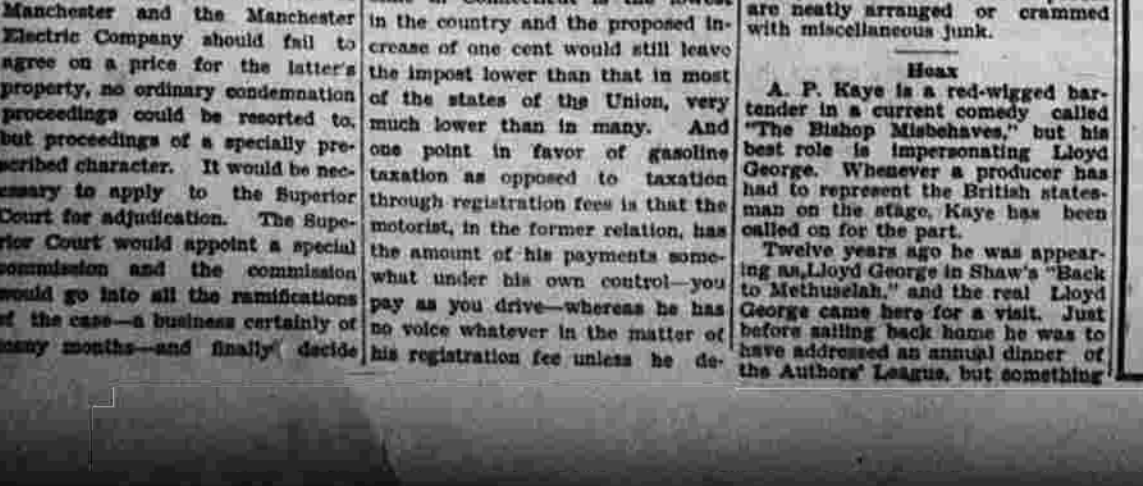 Manchester and the Manchester
Electric Company should fail to
agree on a price for the latter's
property, no ordinary condemnation
proceedings could be resorted to,
but proceedings of a specially pre-
scribed character. It would be nec-
essary to apply to the Superior
Court for adjudication. The Supe-
rior Court would appoint a special
commission and the commission
would go into all the ramifications
of the case—a business certainly of
many months—and finally decide
in Connecticut is the lowest
in the country and the proposed in-
crease of one cent would still leave
the impost lower than that in most
of the states of the Union, very
much lower than in many. And
one point in favor of gasoline
taxation as opposed to taxation
through registration fees is that the
motorist, in the former relation, has
the amount of his payments some-
what under his own control—you
pay as you drive—whereas he has
no voice whatever in the matter of
his registration fee unless he de-
are neatly arranged or crammed
with miscellaneous junk.
Hoax
A. P. Kaye is a red-wigged bar-
tender in a current comedy called
"The Bishop Misbehaves," but his
best role is impersonating Lloyd
George. Whenever a producer has
had to represent the British states-
man on the stage, Kaye has been
called on for the part.
Twelve years ago he was appear-
ing as Lloyd George in Shaw's "Back
to Methuselah," and the real Lloyd
George came here for a visit. Just
before sailing back home he was to
have addressed an annual dinner of
the Authors' League, but something